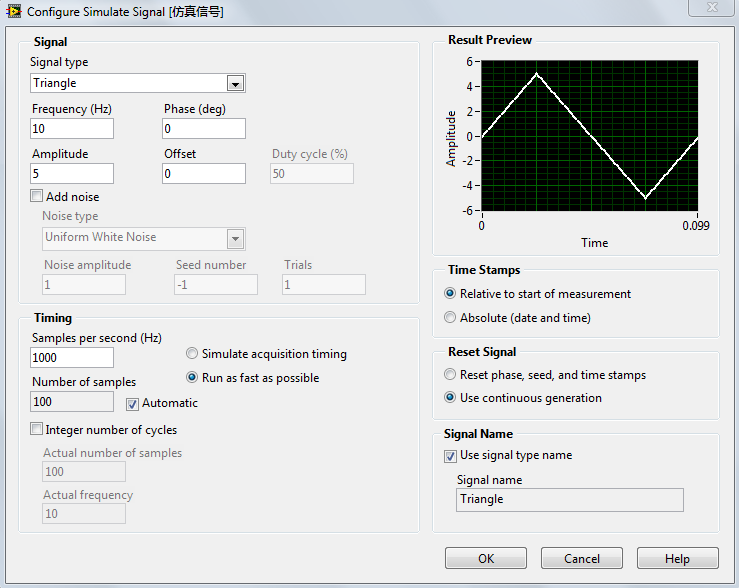 Configure Simulate Signal [仿真信号]
Signal
Signal type
Triangle
Frequency (Hz) Phase (deg)
10 0
Amplitude Offset Duty cycle (%)
5 0 50
Add noise
Noise type
Uniform White Noise
Noise amplitude Seed number Trials
1 -1 1
Timing
Samples per second (Hz)
1000
Simulate acquisition timing
Run as fast as possible
Number of samples
100
Automatic
Integer number of cycles
Actual number of samples
100
Actual frequency
10
Result Preview
Amplitude
6
4
2
0
-2
-4
-6
0 0.099
Time
Time Stamps
Relative to start of measurement
Absolute (date and time)
Reset Signal
Reset phase, seed, and time stamps
Use continuous generation
Signal Name
Use signal type name
Signal name
Triangle
OK Cancel Help